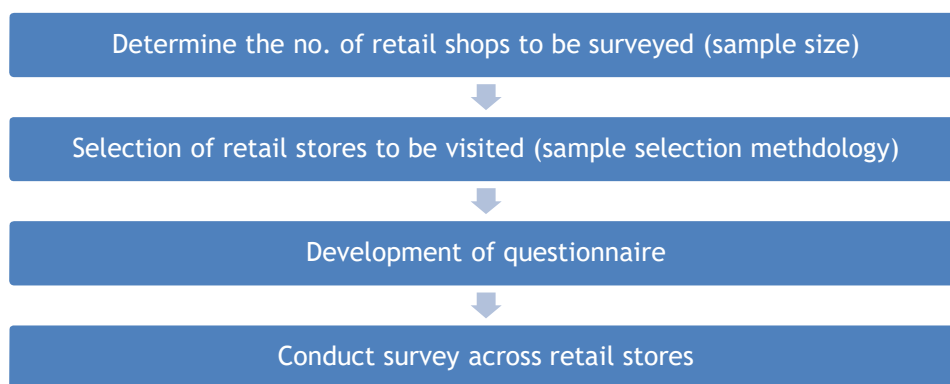 Determine the no. of retail shops to be surveyed (sample size)
Selection of retail stores to be visited (sample selection methdology)
Development of questionnaire
Conduct survey across retail stores